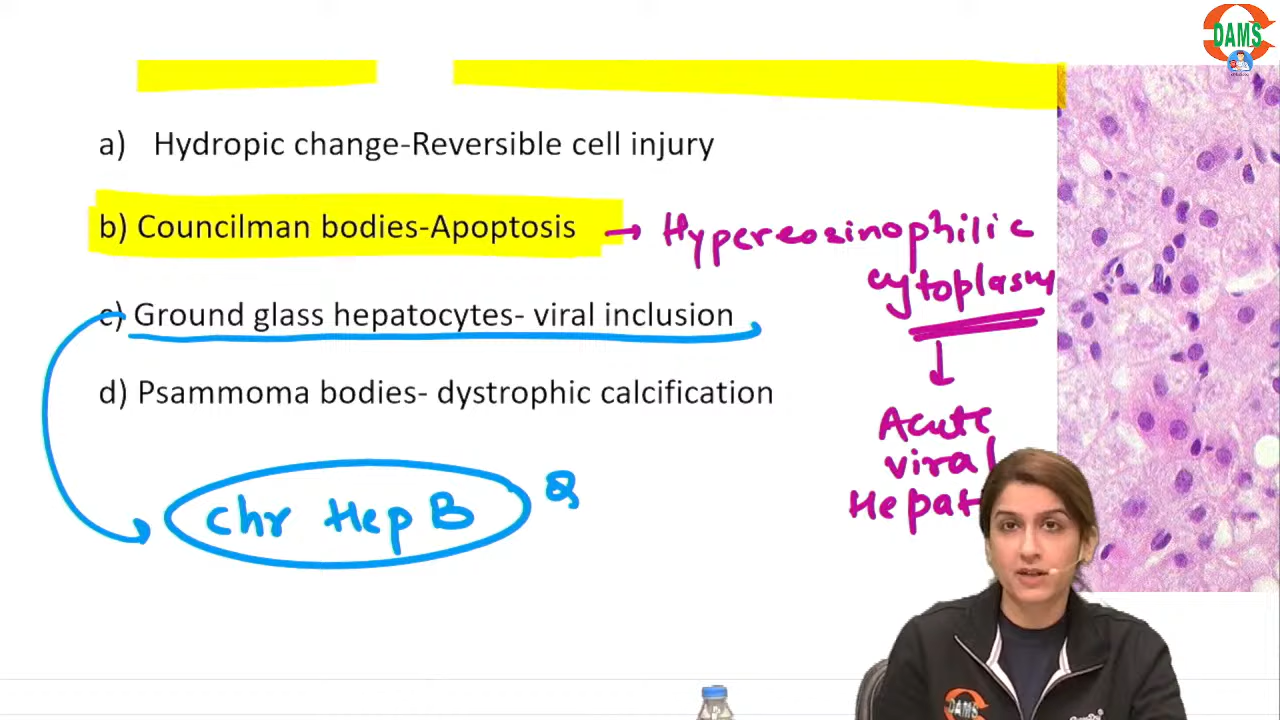 DAMS
a) Hydropic change-Reversible cell injury
b) Councilman bodies-Apoptosis → Hypereosinophilic
cytoplasm
c) Ground glass hepatocytes- viral inclusion
d) Psammoma bodies- dystrophic calcification
Acute
viral
Hepat
chr Hep B
DAMS